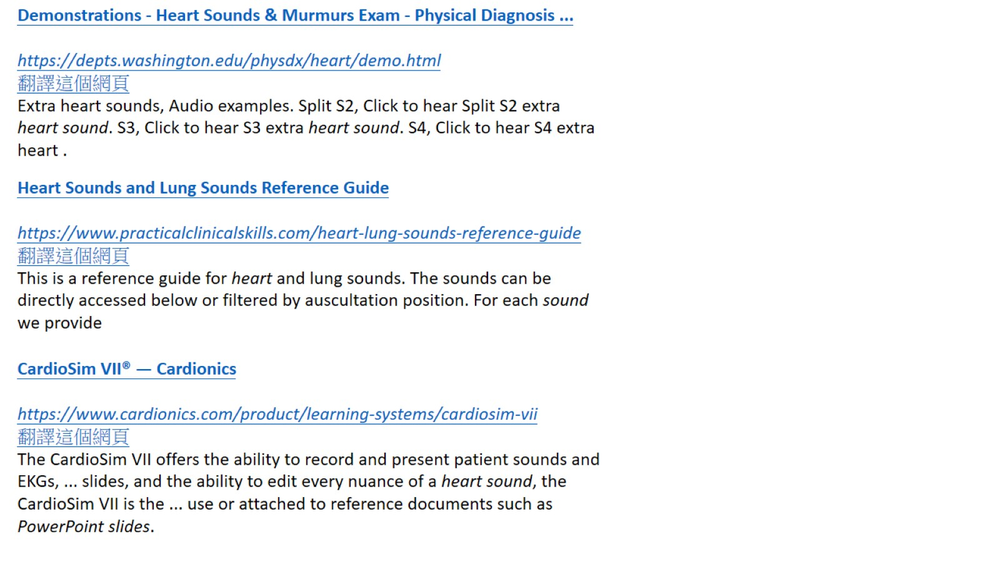 Demonstrations - Heart Sounds & Murmurs Exam - Physical Diagnosis ...
https://depts.washington.edu/physdx/heart/demo.html
翻譯這個網頁
Extra heart sounds, Audio examples. Split S2, Click to hear Split S2 extra
heart sound. S3, Click to hear S3 extra heart sound. S4, Click to hear S4 extra
heart .
Heart Sounds and Lung Sounds Reference Guide
https://www.practicalclinicalskills.com/heart-lung-sounds-reference-guide
翻譯這個網頁
This is a reference guide for heart and lung sounds. The sounds can be
directly accessed below or filtered by auscultation position. For each sound
we provide
CardioSim VII® — Cardionics
https://www.cardionics.com/product/learning-systems/cardiosim-vii
翻譯這個網頁
The CardioSim VII offers the ability to record and present patient sounds and
EKGs, ... slides, and the ability to edit every nuance of a heart sound, the
CardioSim VII is the ... use or attached to reference documents such as
PowerPoint slides.